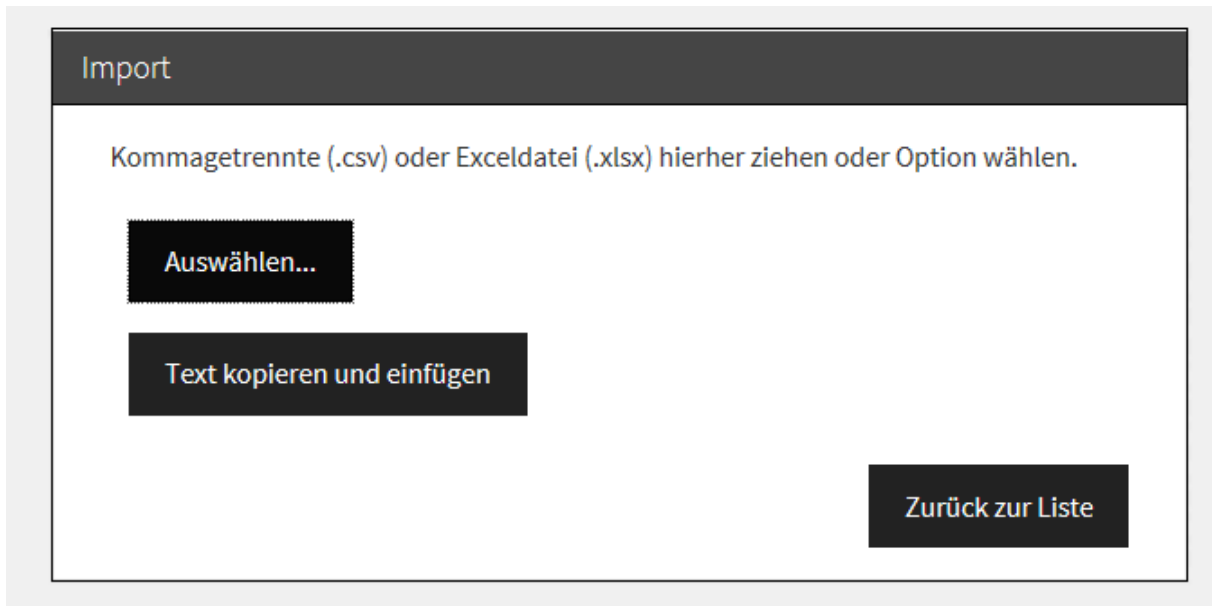 Import
Kommagetrennte (.csv) oder Exceldatei (.xlsx) hierher ziehen oder Option wählen.
Auswählen...
Text kopieren und einfügen
Zurück zur Liste